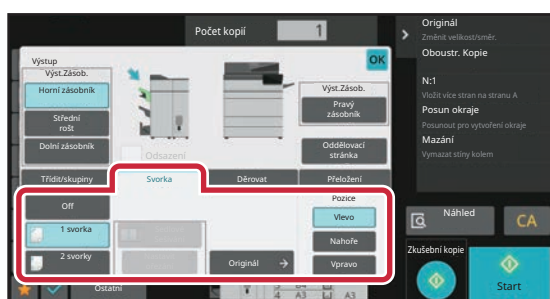 Počet kopií 1
Výstup
OK
Výst.Zásob.
Horní zásobník
Střední
rošt
Dolní zásobník
Odsazení
Výst.Zásob.
Pravý
zásobník
Oddělovací
stránka
Třídit/skupiny
Svorka
Děrovat
Přeložení
Off
1 svorka
2 svorky
Originál
Pozice
Vlevo
Nahoře
Vpravo
Ostatní
A3
A3
Originál
Změnit velikost/směr.
Oboustr. Kopie
N:1
Vložit více stran na stranu A
Posun okraje
Posunout pro vytvoření okraje
Mazání
Vymazat stíny kolem
Náhled
CA
Zkušební kopie
Start